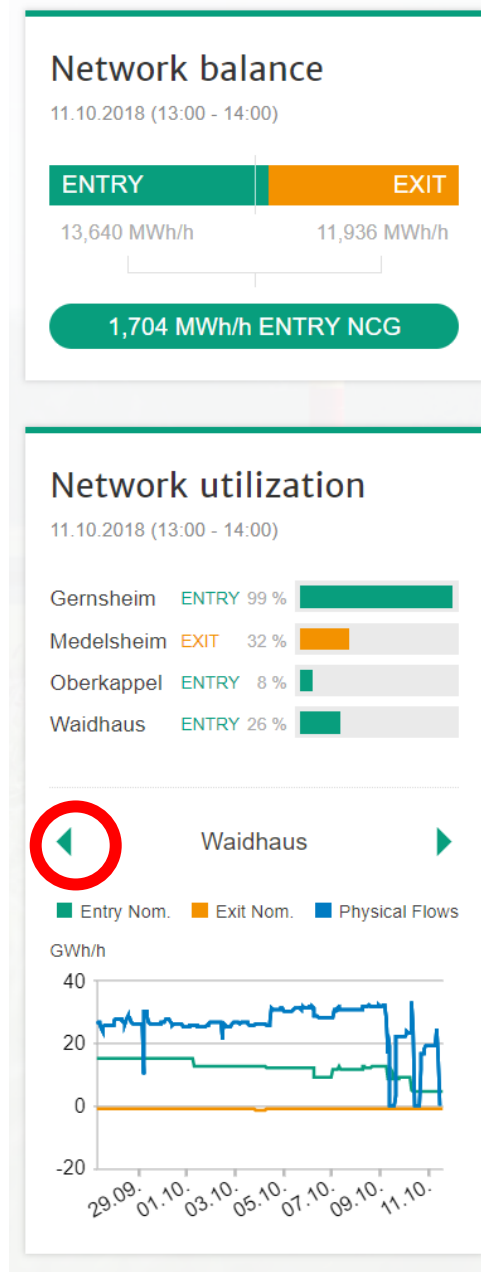 Network balance
11.10.2018 (13:00 - 14:00)
ENTRY EXIT
13,640 MWh/h 11,936 MWh/h
1,704 MWh/h ENTRY NCG
Network utilization
11.10.2018 (13:00 - 14:00)
Gernsheim ENTRY 99 %
Medelsheim EXIT 32 %
Oberkappel ENTRY 8 %
Waidhaus ENTRY 26 %
Waidhaus
Entry Nom. Exit Nom. Physical Flows
GWh/h
40
20
0
-20
29.09. 01.10. 03.10. 05.10. 07.10. 09.10. 11.10.